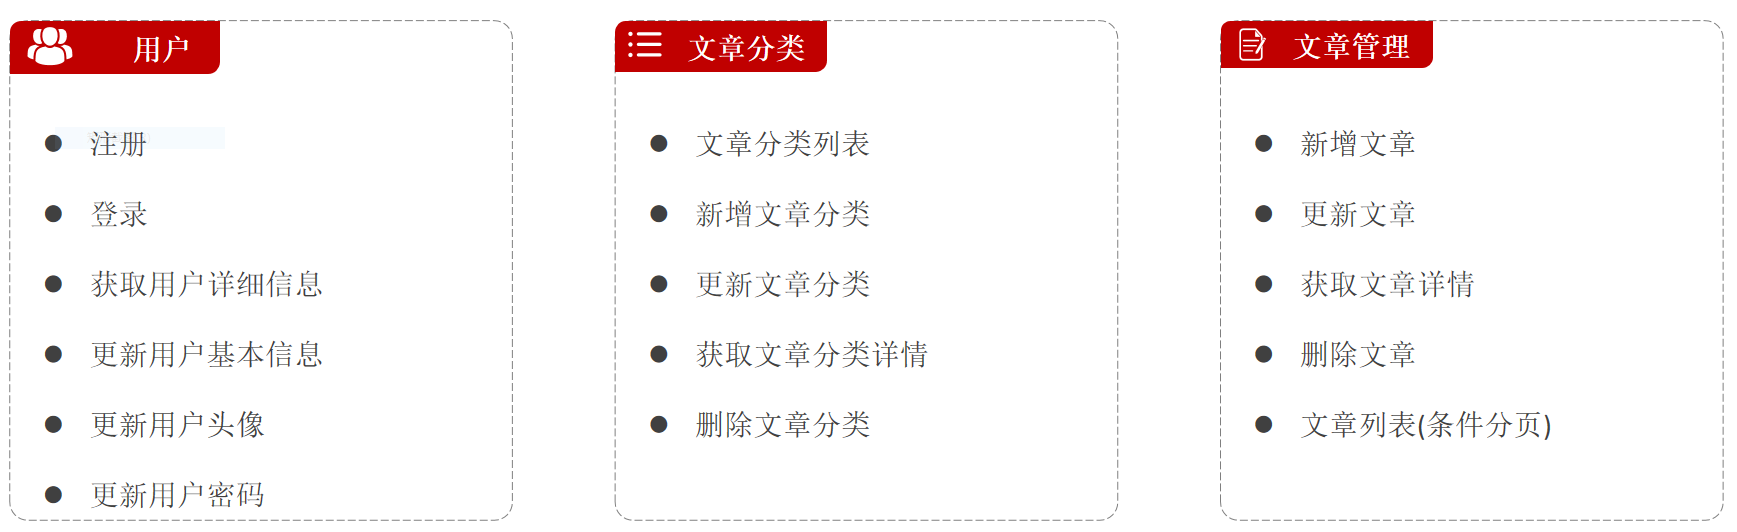 用户
注册
登录
获取用户详细信息
更新用户基本信息
更新用户头像
更新用户密码
文章分类
文章分类列表
新增文章分类
更新文章分类
获取文章分类详情
删除文章分类
文章管理
新增文章
更新文章
获取文章详情
删除文章
文章列表(条件分页)